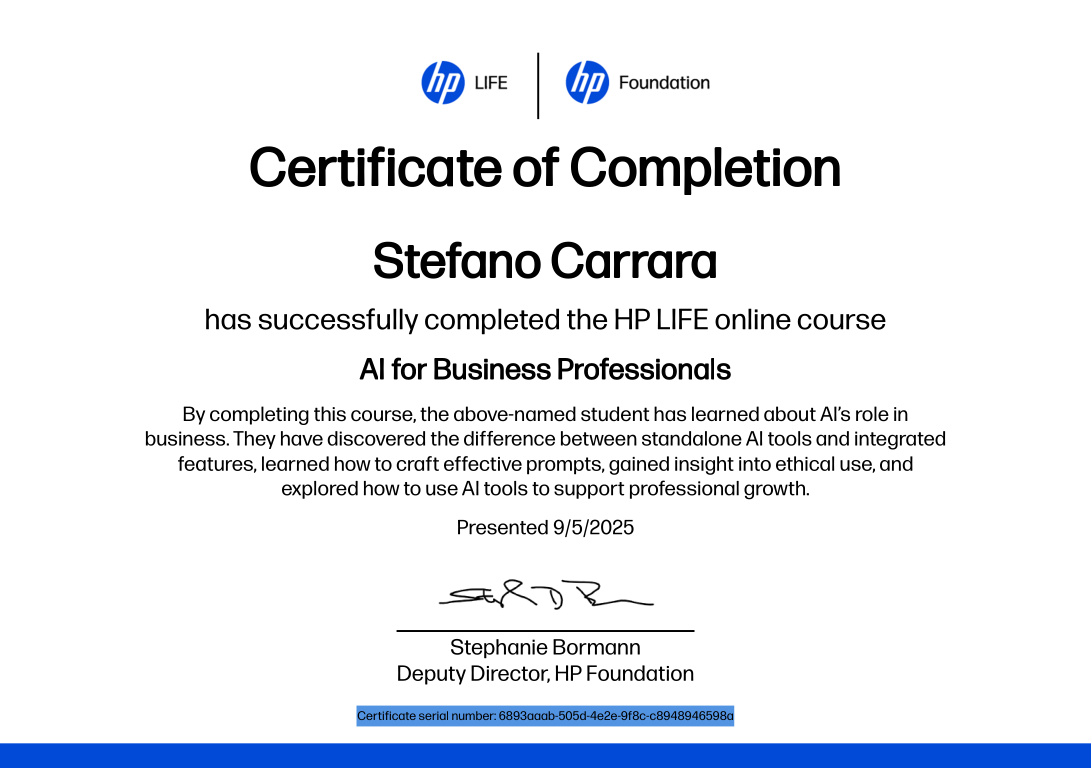 hp LIFE hp Foundation
Certificate of Completion
Stefano Carrara
has successfully completed the HP LIFE online course
AI for Business Professionals
By completing this course, the above-named student has learned about AI’s role in
business. They have discovered the difference between standalone AI tools and integrated
features, learned how to craft effective prompts, gained insight into ethical use, and
explored how to use AI tools to support professional growth.
Presented 9/5/2025
Stephanie Bormann
Deputy Director, HP Foundation
Certificate serial number: 6893aaab-505d-4e2e-9f8c-c8948946598a